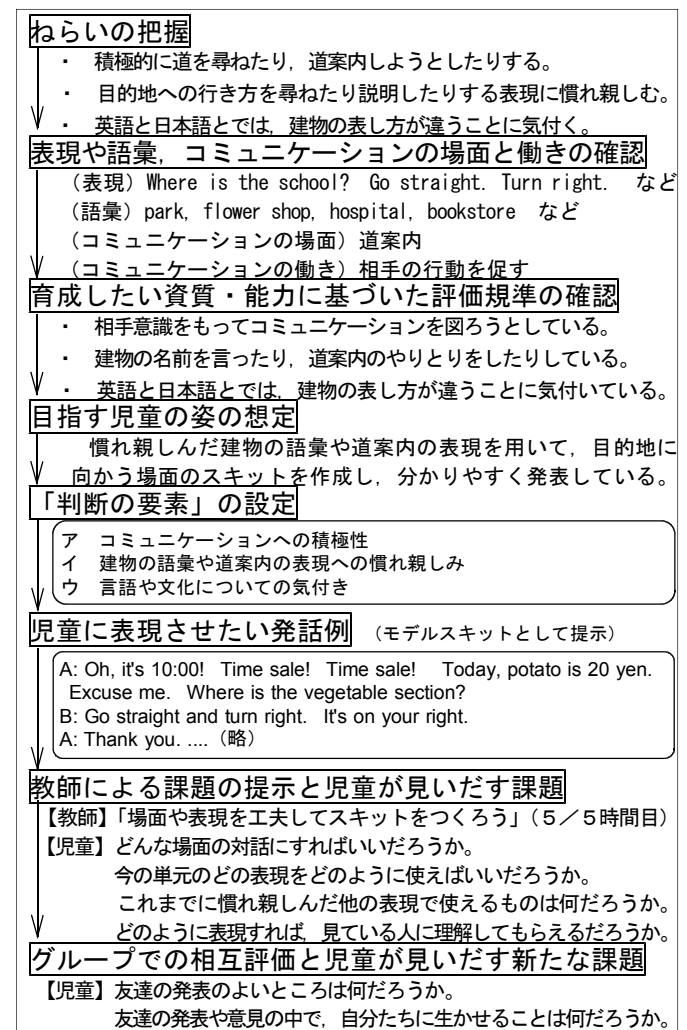 ねらいの把握
・ 積極的に道を尋ねたり，道案内しようとしたりする。
・ 目的地への行き方を尋ねたり説明したりする表現に慣れ親しむ。
・ 英語と日本語とでは，建物の表し方が違うことに気付く。
表現や語彙，コミュニケーションの場面と働きの確認
（表現）Where is the school? Go straight. Turn right. など
（語彙）park, flower shop, hospital, bookstore など
（コミュニケーションの場面）道案内
（コミュニケーションの働き）相手の行動を促す
育成したい資質・能力に基づいた評価規準の確認
・ 相手意識をもってコミュニケーションを図ろうとしている。
・ 建物の名前を言ったり，道案内のやりとりをしたりしている。
・ 英語と日本語とでは，建物の表し方が違うことに気付いている。
目指す児童の姿の想定
慣れ親しんだ建物の語彙や道案内の表現を用いて，目的地に
向かう場面のスキットを作成し，分かりやすく発表している。
「判断の要素」の設定
ア コミュニケーションへの積極性
イ 建物の語彙や道案内の表現への慣れ親しみ
ウ 言語や文化についての気付き
児童に表現させたい発話例 （モデルスキットとして提示）
A: Oh, it's 10:00! Time sale! Time sale! Today, potato is 20 yen.
Excuse me. Where is the vegetable section?
B: Go straight and turn right. It's on your right.
A: Thank you. ....（略）
教師による課題の提示と児童が見いだす課題
【教師】「場面や表現を工夫してスキットをつくろう」（５／５時間目）
【児童】どんな場面の対話にすればいいだろうか。
今の単元のどの表現をどのように使えばいいだろうか。
これまでに慣れ親しんだ他の表現で使えるものは何だろうか。
どのように表現すれば，見ている人に理解してもらえるだろうか。
グループでの相互評価と児童が見いだす新たな課題
【児童】友達の発表のよいところは何だろうか。
友達の発表や意見の中で，自分たちに生かせることは何だろうか。